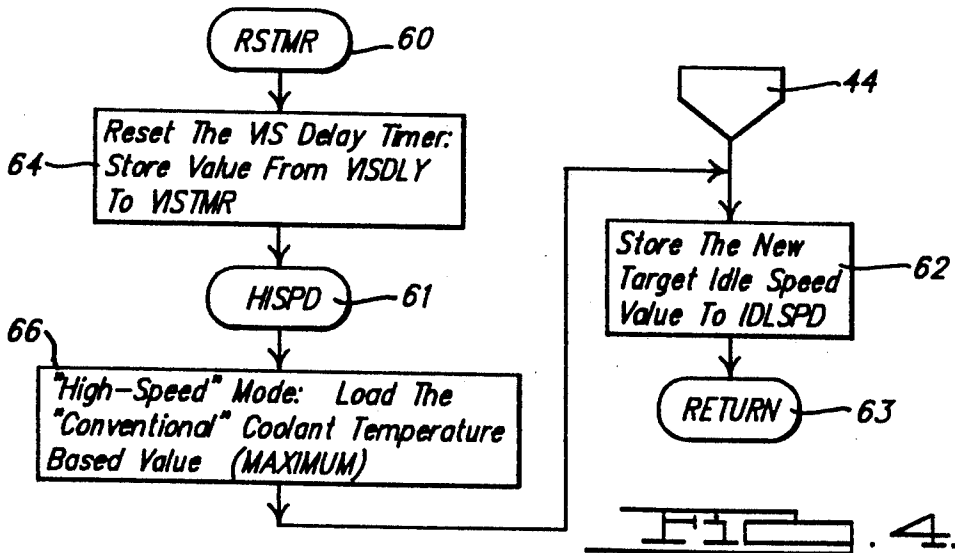 RSTMR
60
64
Reset The VIS Delay Timer:
Store Value From VISDLY
To VISTMR
HISPD
61
66
"High-Speed" Mode: Load The
"Conventional" Coolant Temperature
Based Value (MAXIMUM)
44
Store The New
Target Idle Speed
Value To IDLSPD
62
RETURN
63
. 4.